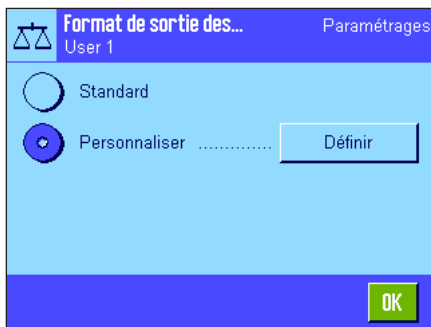 Format de sortie des... Paramétrages
User 1
Standard
Personnaliser .............. Définir
OK